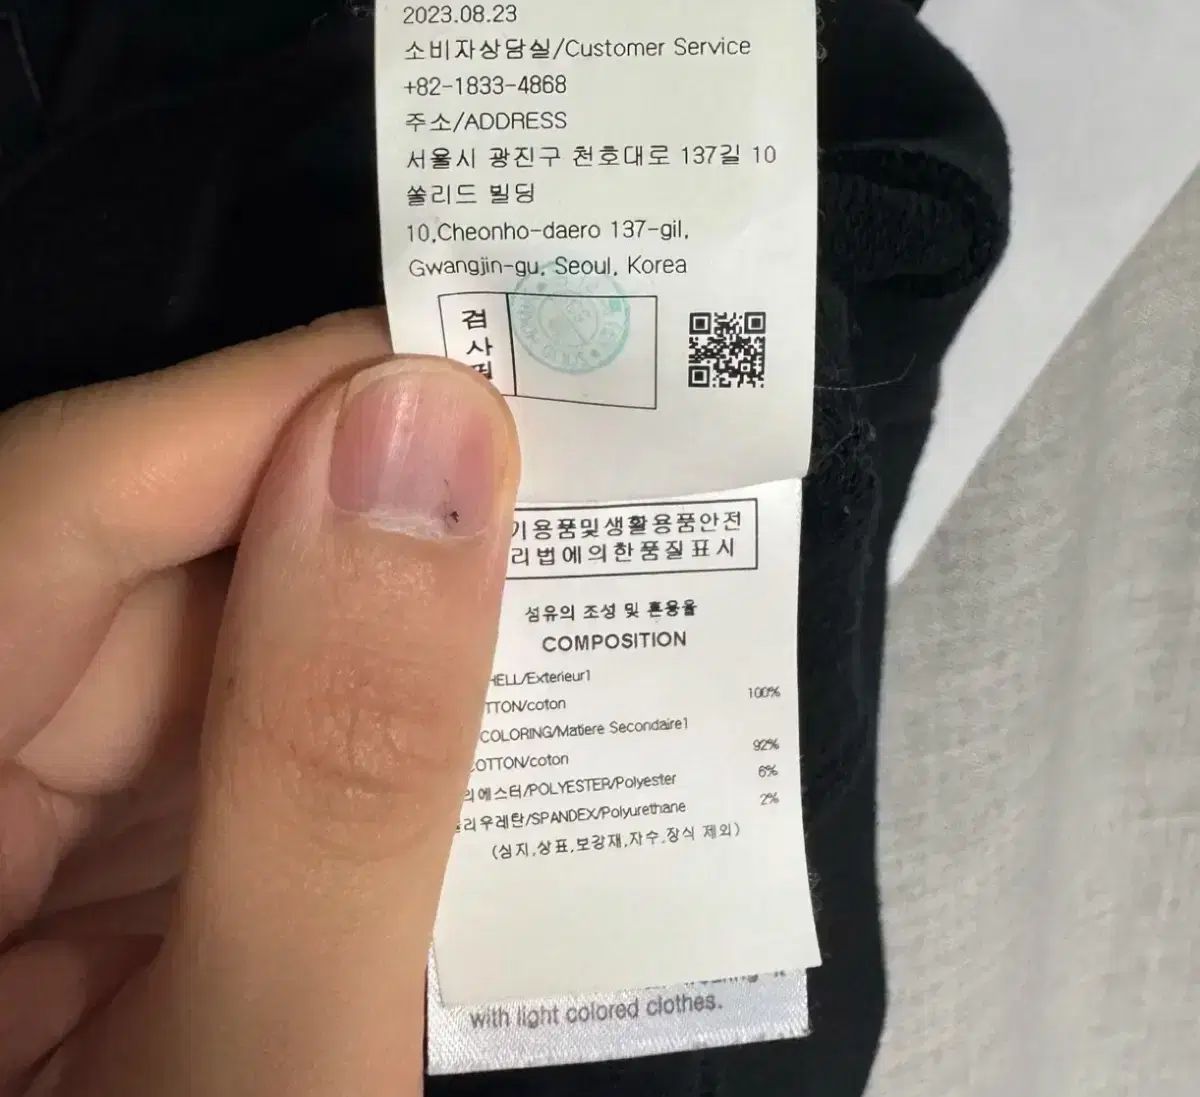 2023.08.23
소비자상담실/Customer Service
+82-1833-4868
주소/ADDRESS
서울시 광진구 천호대로 137길 10
쏠리드 빌딩
10,Cheonho-daero 137-gil,
Gwangjin-gu, Seoul, Korea
검
사
기용품및생활용품안전
리법에의한품질표시
섬유의 조성 및 혼용율
COMPOSITION
HELL/Exterieur1
TTON/coton 100%
COLORING/Matiere Secondaire1
OTTON/coton 92%
리에스터/POLYESTER/Polyester 6%
리우레탄/SPANDEX/Polyurethane 2%
(심지,상표,보강재,자수,장식 제외)
with light colored clothes.